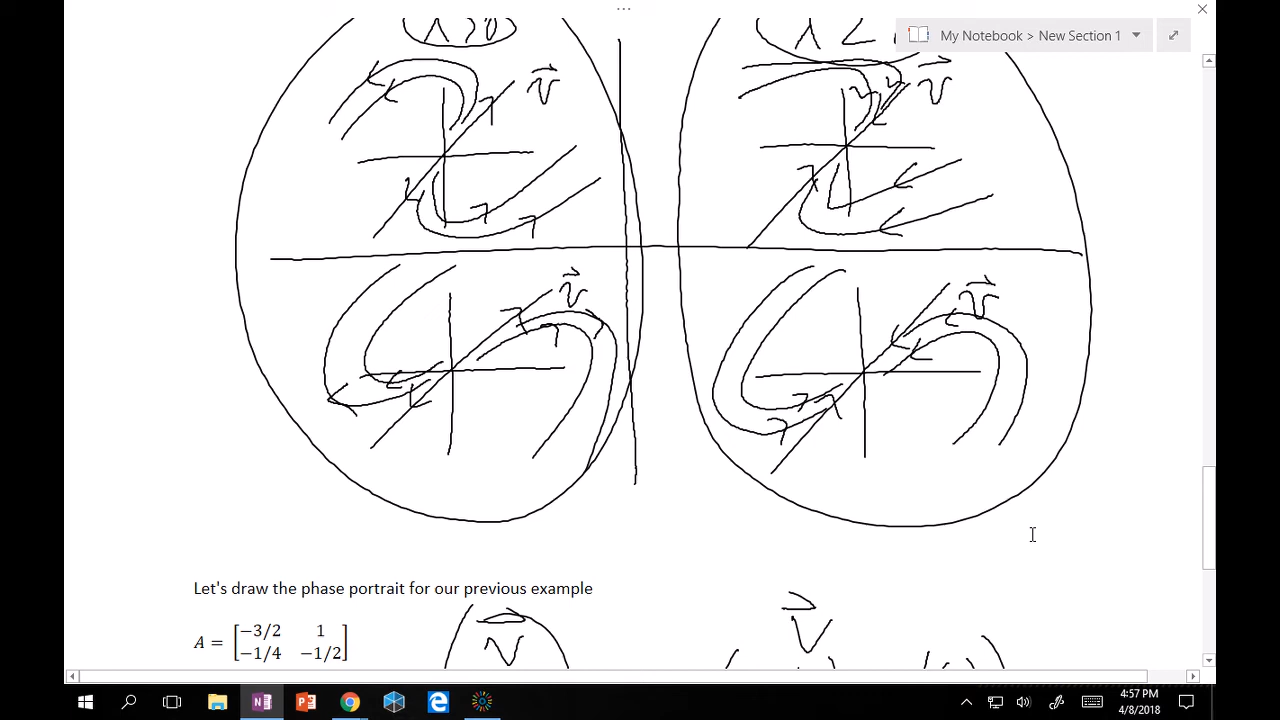 My Notebook > New Section 1
λ > 0
λ <
v⃗
v⃗
v⃗
v⃗
Let's draw the phase portrait for our previous example
A = [−3/2 1
−1/4 −1/2]
v⃗
v⃗
4:57 PM
4/8/2018